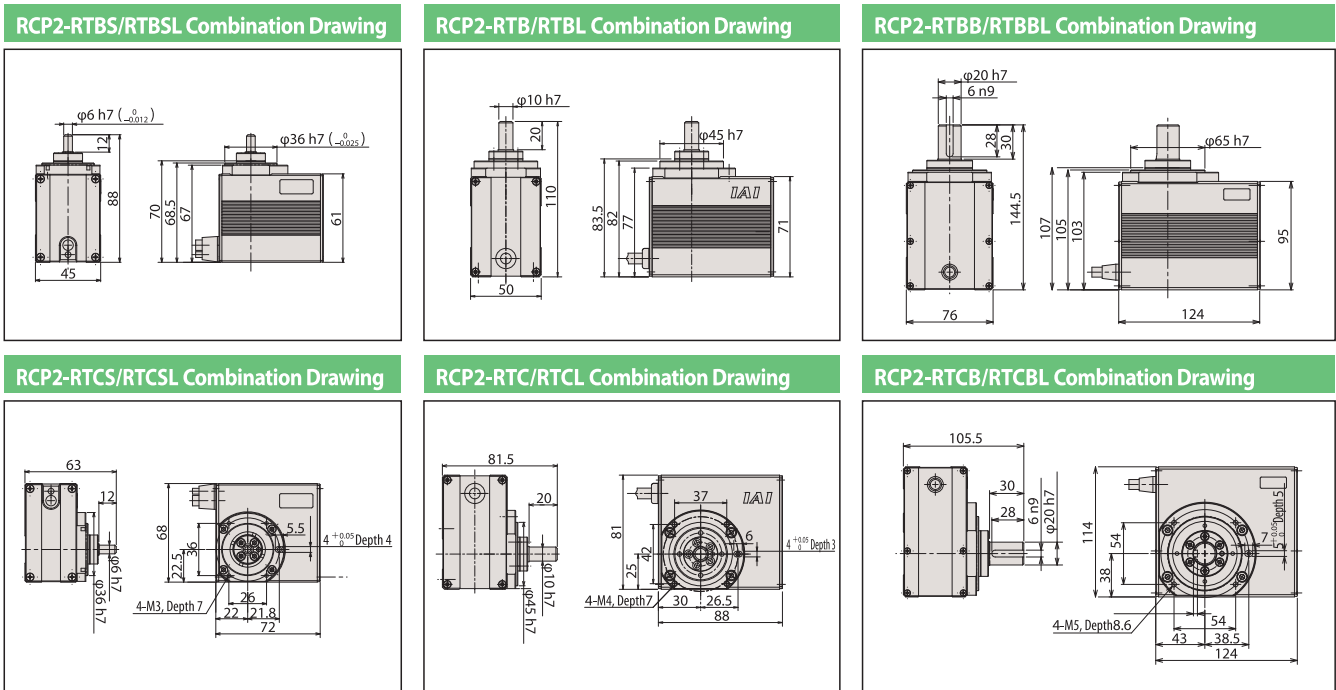 RCP2-RTBS/RTBSL Combination Drawing
φ6 h7 ( 0 -0.012 )
12
88
45
φ36 h7 ( 0 -0.025 )
70
68.5
67
61
RCP2-RTB/RTBL Combination Drawing
φ10 h7
20
110
50
φ45 h7
IAI
83.5
82
77
71
RCP2-RTBB/RTBBL Combination Drawing
φ20 h7
6 n9
28
30
144.5
76
φ65 h7
107
105
103
95
124
RCP2-RTCS/RTCSL Combination Drawing
63
12
φ6 h7
φ36 h7
68
36
22.5
5.5
4 +0.05 0 Depth 4
4-M3, Depth 7
26
22
21.8
72
RCP2-RTC/RTCL Combination Drawing
81.5
20
φ10 h7
φ45 h7
37
IAI
81
42
25
6
4 +0.05 0 Depth 3
4-M4, Depth7
30
26.5
88
RCP2-RTCB/RTCBL Combination Drawing
105.5
30
28
6 n9
φ20 h7
114
54
38
7
5 +0.05 0 Depth 5
4-M5, Depth8.6
54
43
38.5
124